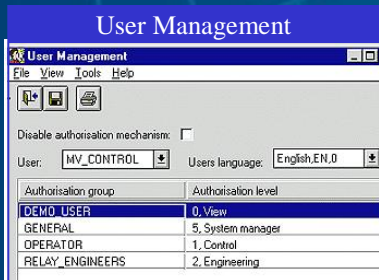 User Management
User Management
File View Tools Help
Disable authorisation mechanism:
User: MV_CONTROL Users language: English,EN,0
Authorisation group Authorisation level
DEMO_USER 0, View
GENERAL 5, System manager
OPERATOR 1, Control
RELAY_ENGINEERS 2, Engineering